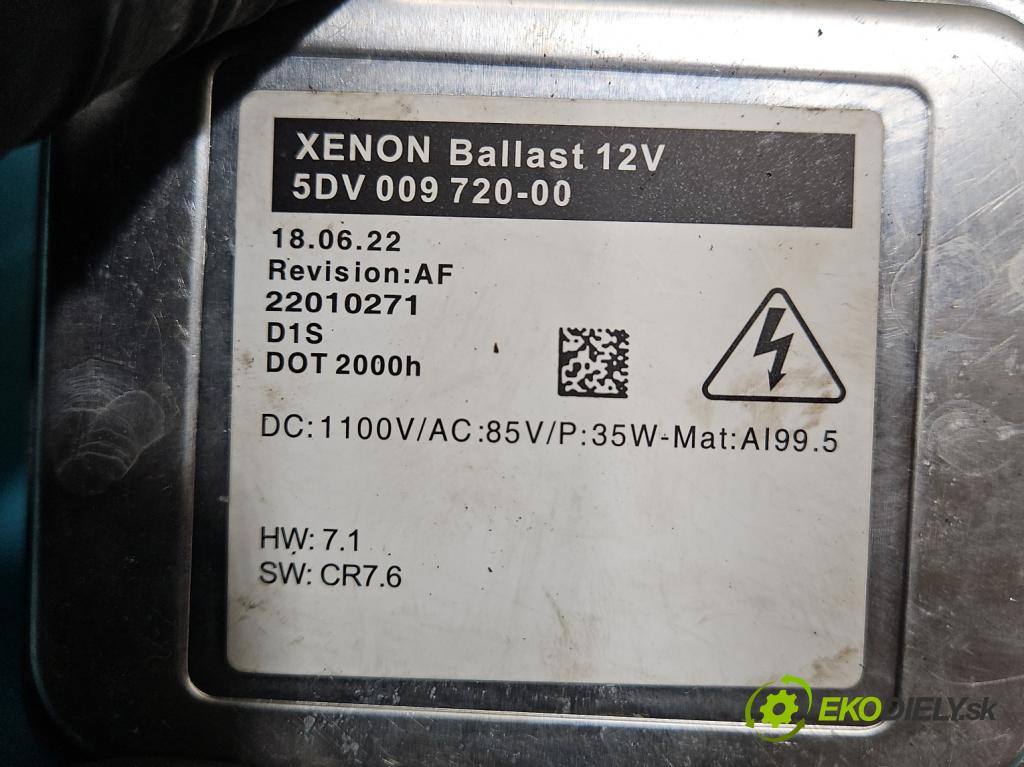 XENON Ballast 12V
5DV 009 720-00
18.06.22
Revision:AF
22010271
D1S
DOT 2000h
DC:1100V/AC:85V/P:35W-Mat:AI99.5
HW: 7.1
SW: CR7.6
EKODIELY.sk